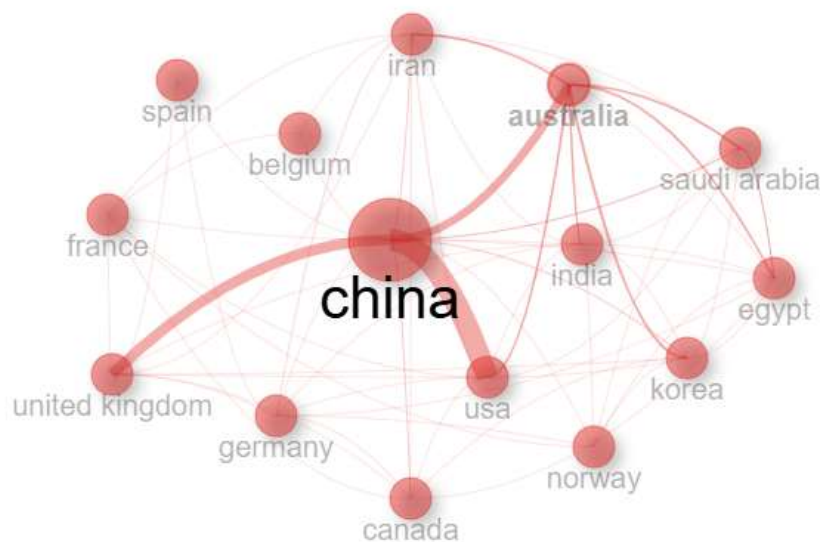 iran
spain
australia
belgium
saudi arabia
france
india
china
egypt
korea
united kingdom
usa
germany
norway
canada